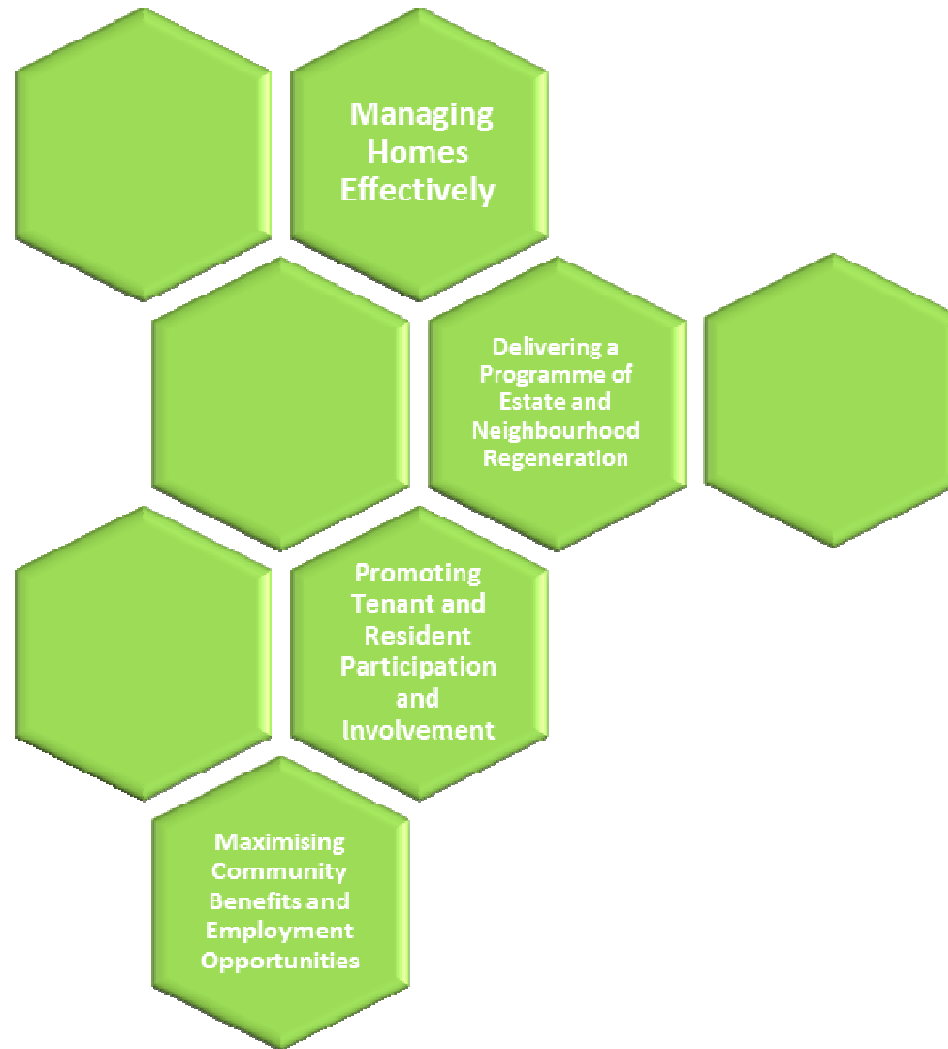 Managing
Homes
Effectively
Delivering a
Programme of
Estate and
Neighbourhood
Regeneration
Promoting
Tenant and
Resident
Participation
and
Involvement
Maximising
Community
Benefits and
Employment
Opportunities